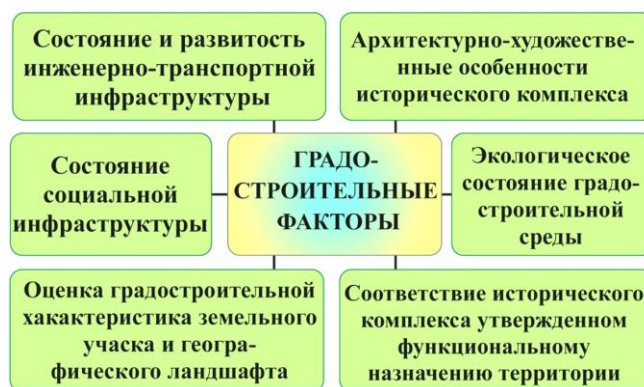 Состояние и развитость
инженерно-транспортной
инфраструктуры
Архитектурно-художестве-
нные особенности
исторического комплекса
Состояние
социальной
инфраструктуры
ГРАДО-
СТРОИТЕЛЬНЫЕ
ФАКТОРЫ
Экологическое
состояние градо-
строительной
среды
Оценка градостроительной
хакактеристика земельного
учаска и геогра-
фического ландшафта
Соответствие исторического
комплекса утвержденном
функциональному
назначению территории